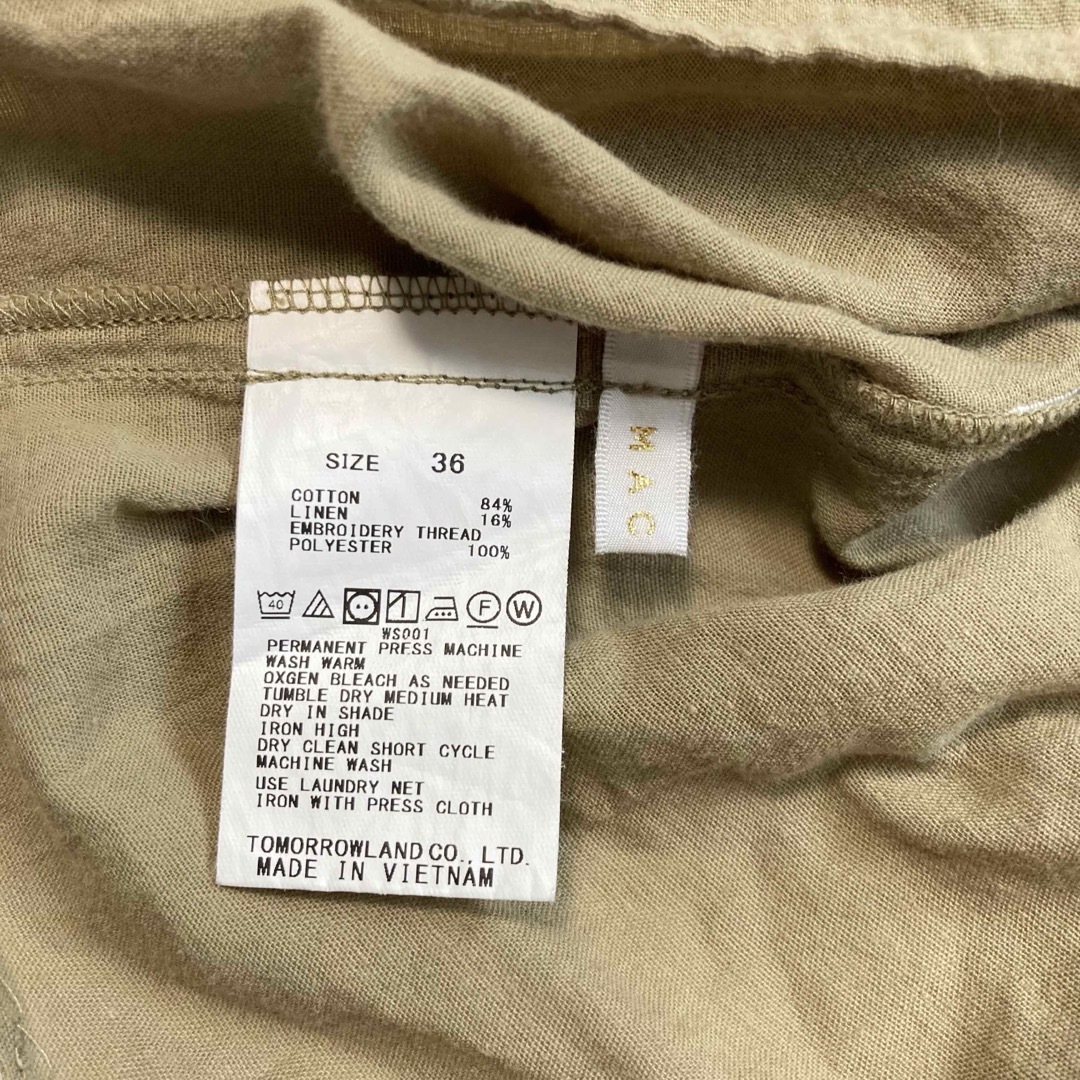 SIZE 36
COTTON 84%
LINEN 16%
EMBROIDERY THREAD
POLYESTER 100%
40 F W
WS001
PERMANENT PRESS MACHINE
WASH WARM
OXGEN BLEACH AS NEEDED
TUMBLE DRY MEDIUM HEAT
DRY IN SHADE
IRON HIGH
DRY CLEAN SHORT CYCLE
MACHINE WASH
USE LAUNDRY NET
IRON WITH PRESS CLOTH
TOMORROWLAND CO., LTD.
MADE IN VIETNAM
MAC